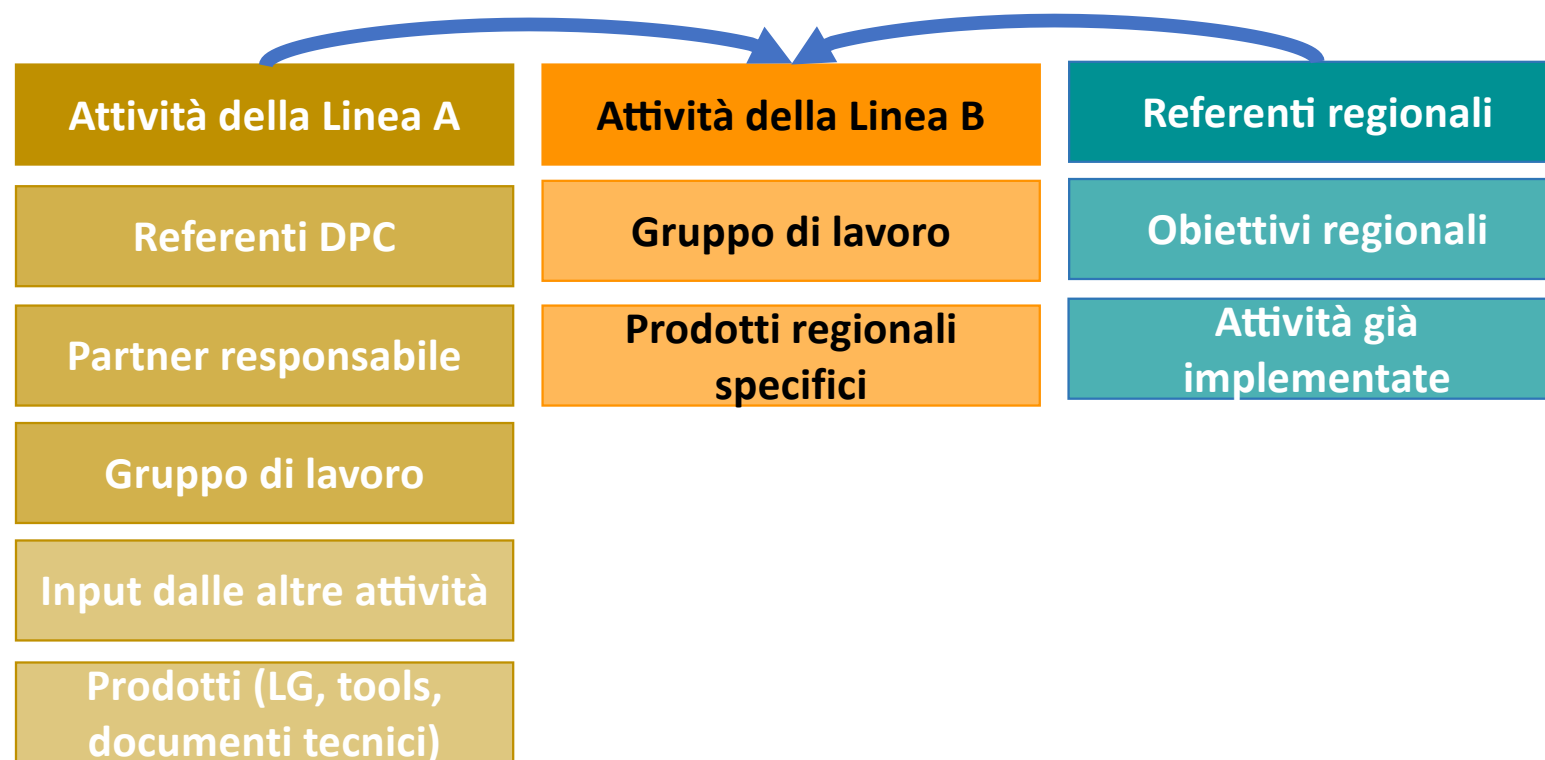 Attività della Linea A
Referenti DPC
Partner responsabile
Gruppo di lavoro
Input dalle altre attività
Prodotti (LG, tools,
documenti tecnici)
Attività della Linea B
Gruppo di lavoro
Prodotti regionali
specifici
Referenti regionali
Obiettivi regionali
Attività già
implementate